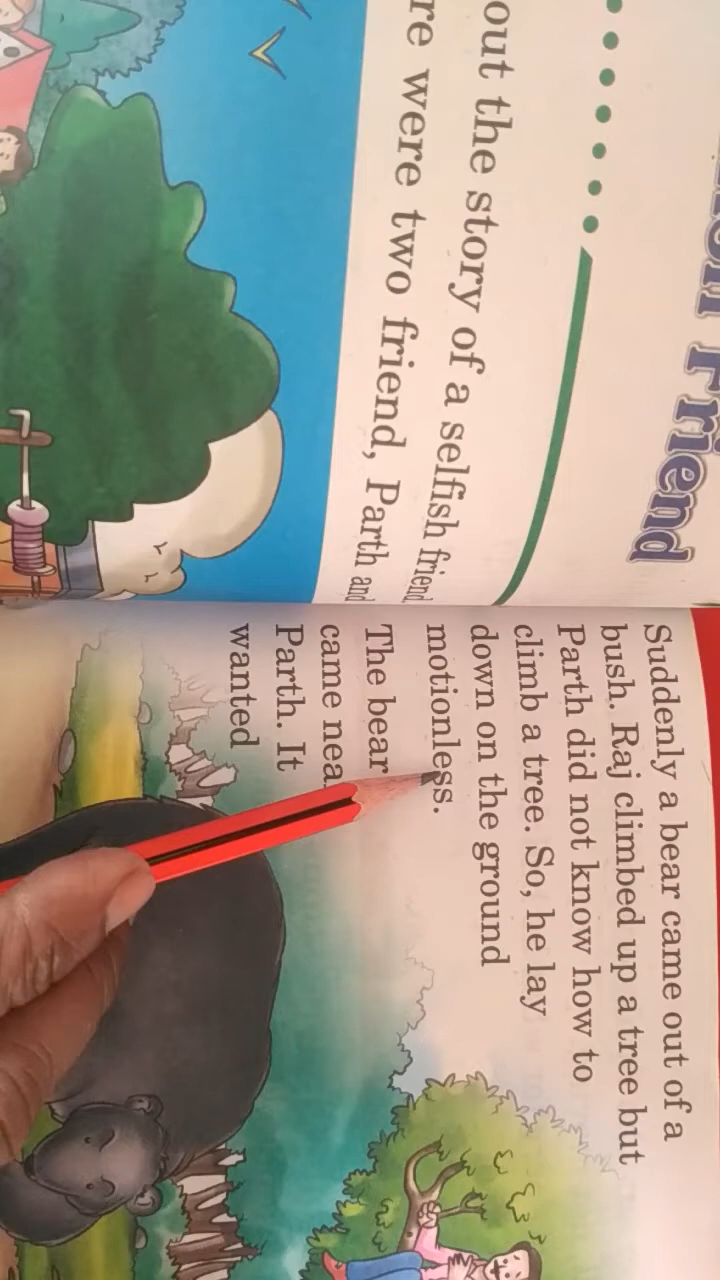 Friend
out the story of a selfish friend
re were two friend, Parth and
Suddenly a bear came out of a
bush. Raj climbed up a tree but
Parth did not know how to
climb a tree. So, he lay
down on the ground
motionless.
The bear
came nea
Parth. It
wanted